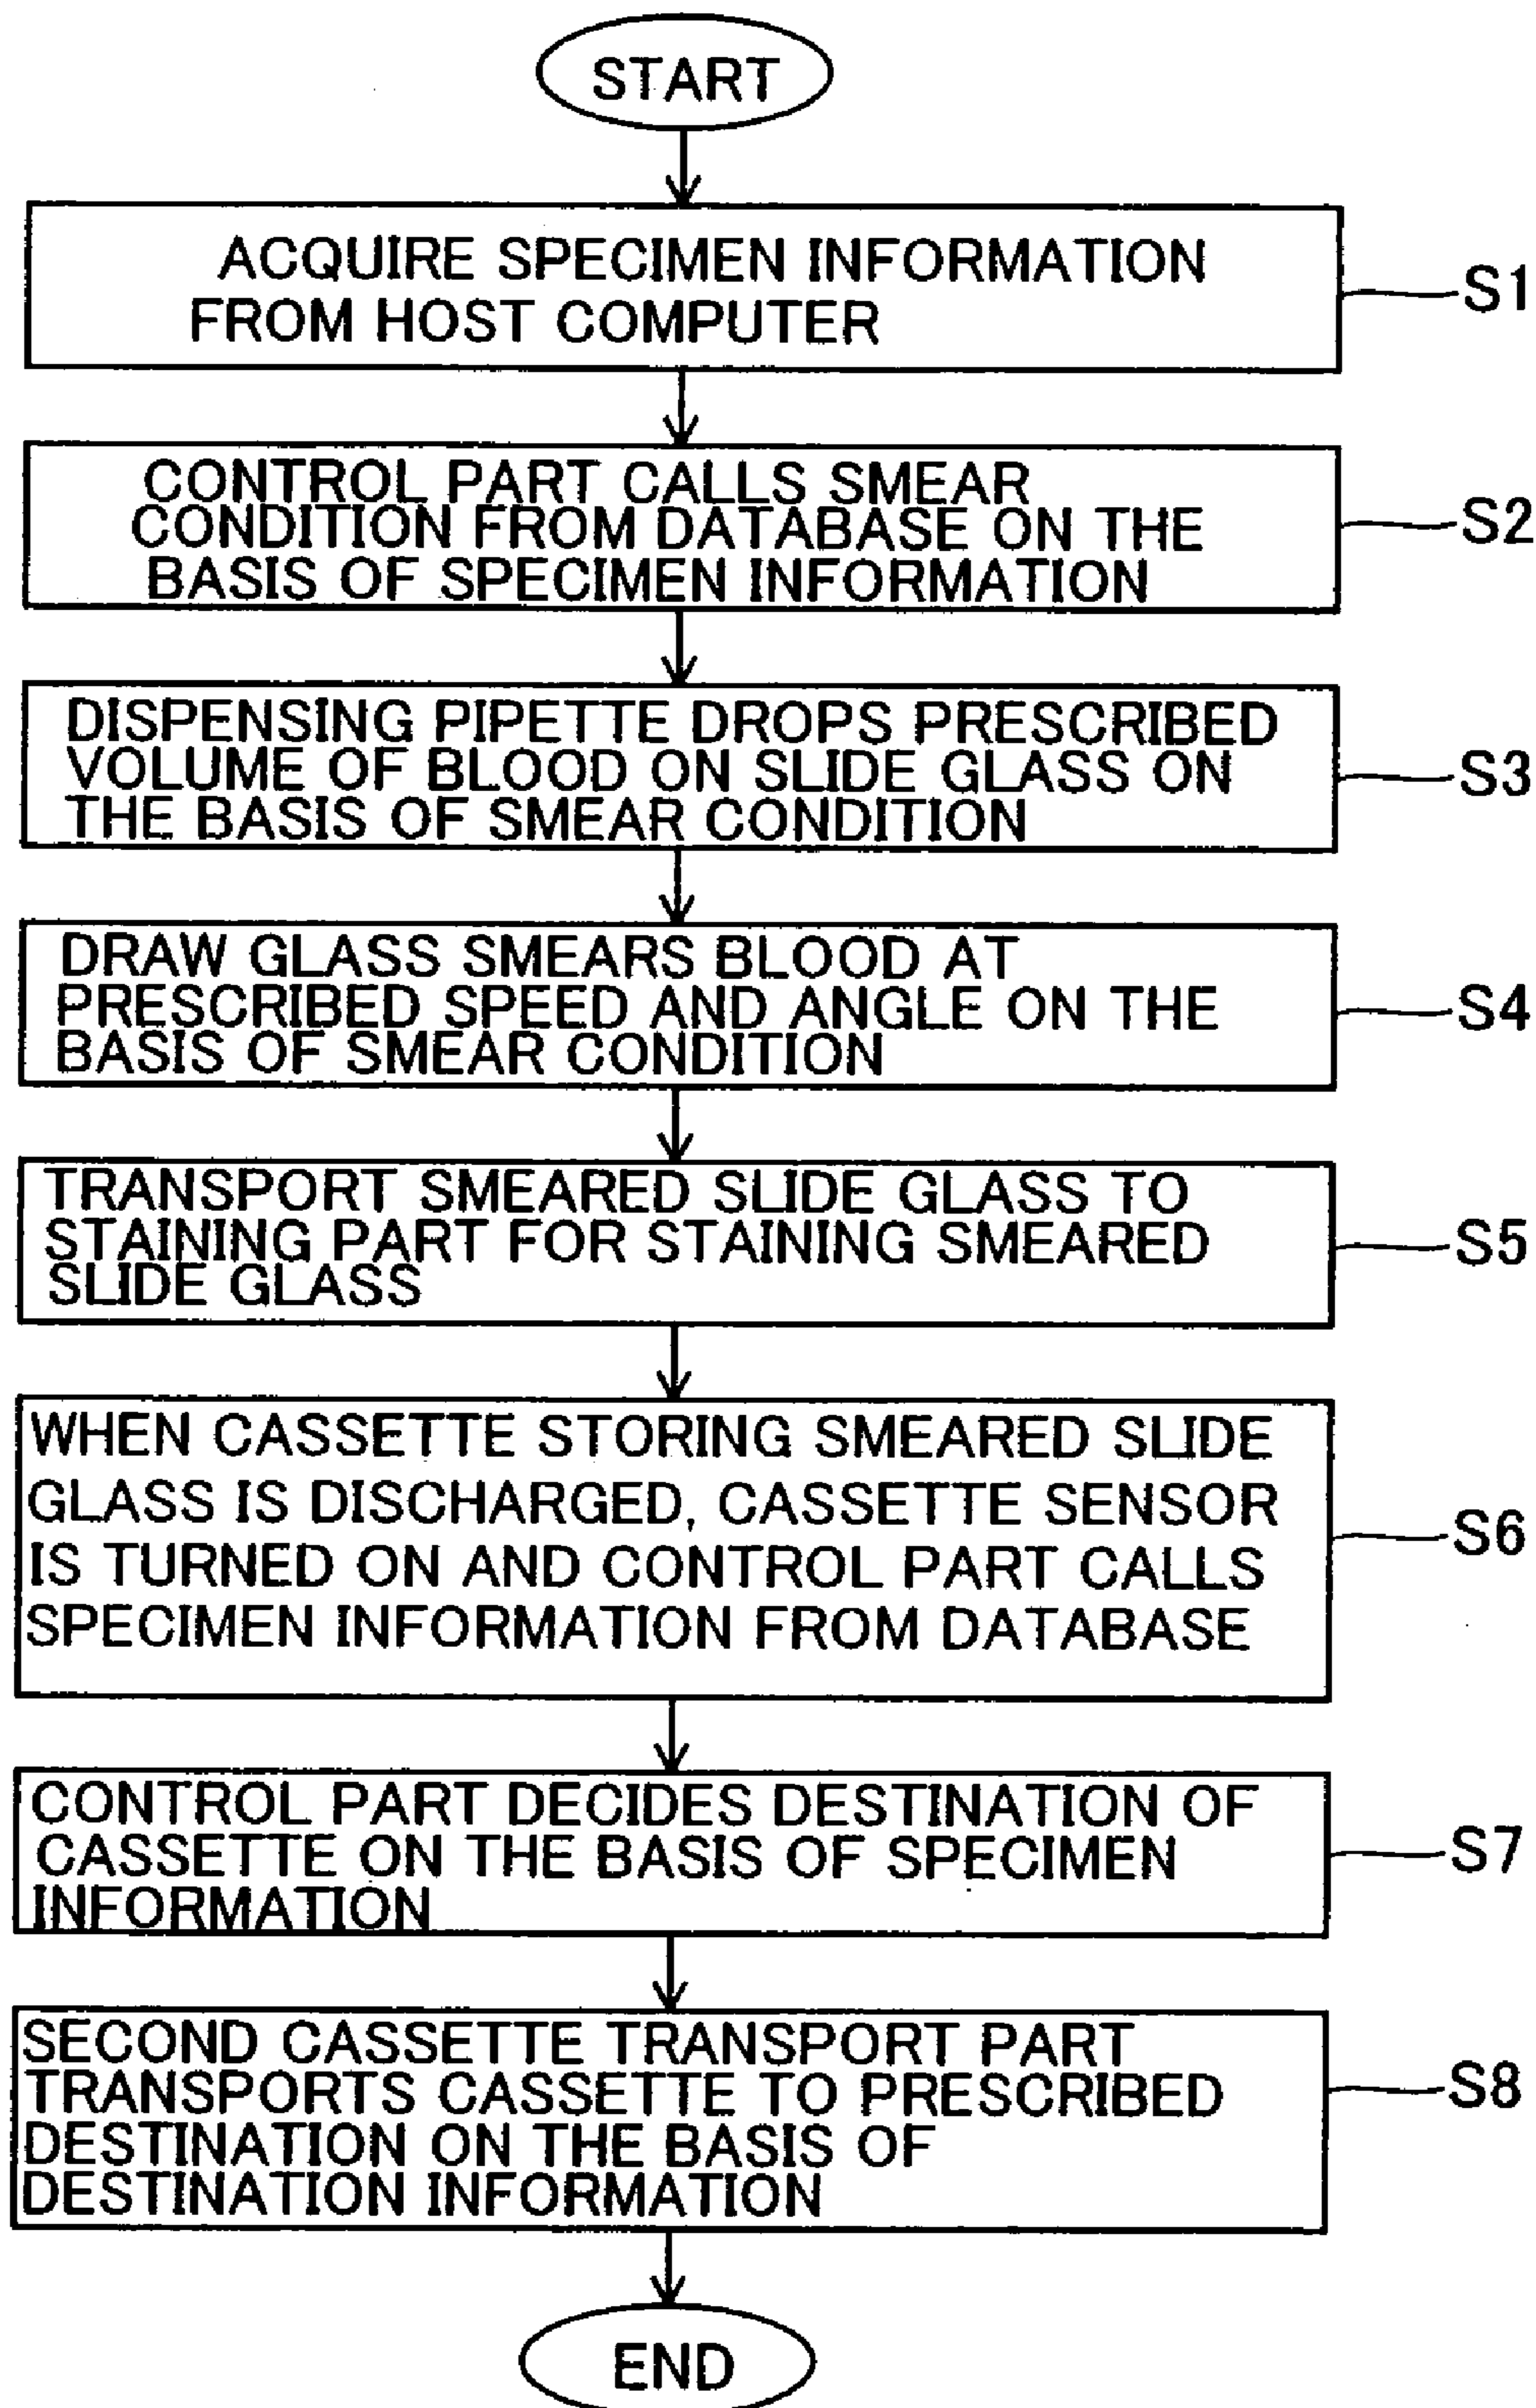 START
ACQUIRE SPECIMEN INFORMATION
FROM HOST COMPUTER
S1
CONTROL PART CALLS SMEAR
CONDITION FROM DATABASE ON THE
BASIS OF SPECIMEN INFORMATION
S2
DISPENSING PIPETTE DROPS PRESCRIBED
VOLUME OF BLOOD ON SLIDE GLASS ON
THE BASIS OF SMEAR CONDITION
S3
DRAW GLASS SMEARS BLOOD AT
PRESCRIBED SPEED AND ANGLE ON THE
BASIS OF SMEAR CONDITION
S4
TRANSPORT SMEARED SLIDE GLASS TO
STAINING PART FOR STAINING SMEARED
SLIDE GLASS
S5
WHEN CASSETTE STORING SMEARED SLIDE
GLASS IS DISCHARGED, CASSETTE SENSOR
IS TURNED ON AND CONTROL PART CALLS
SPECIMEN INFORMATION FROM DATABASE
S6
CONTROL PART DECIDES DESTINATION OF
CASSETTE ON THE BASIS OF SPECIMEN
INFORMATION
S7
SECOND CASSETTE TRANSPORT PART
TRANSPORTS CASSETTE TO PRESCRIBED
DESTINATION ON THE BASIS OF
DESTINATION INFORMATION
S8
END